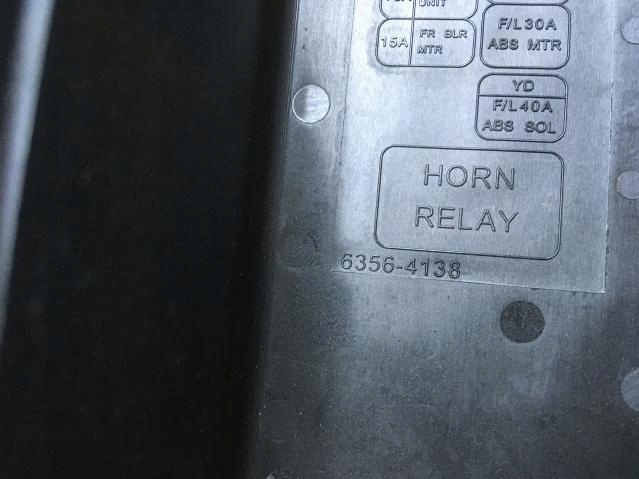 UNIT
15A FR BLR
MTR
F/L30A
ABS MTR
YD
F/L40A
ABS SOL
HORN
RELAY
6356-4138